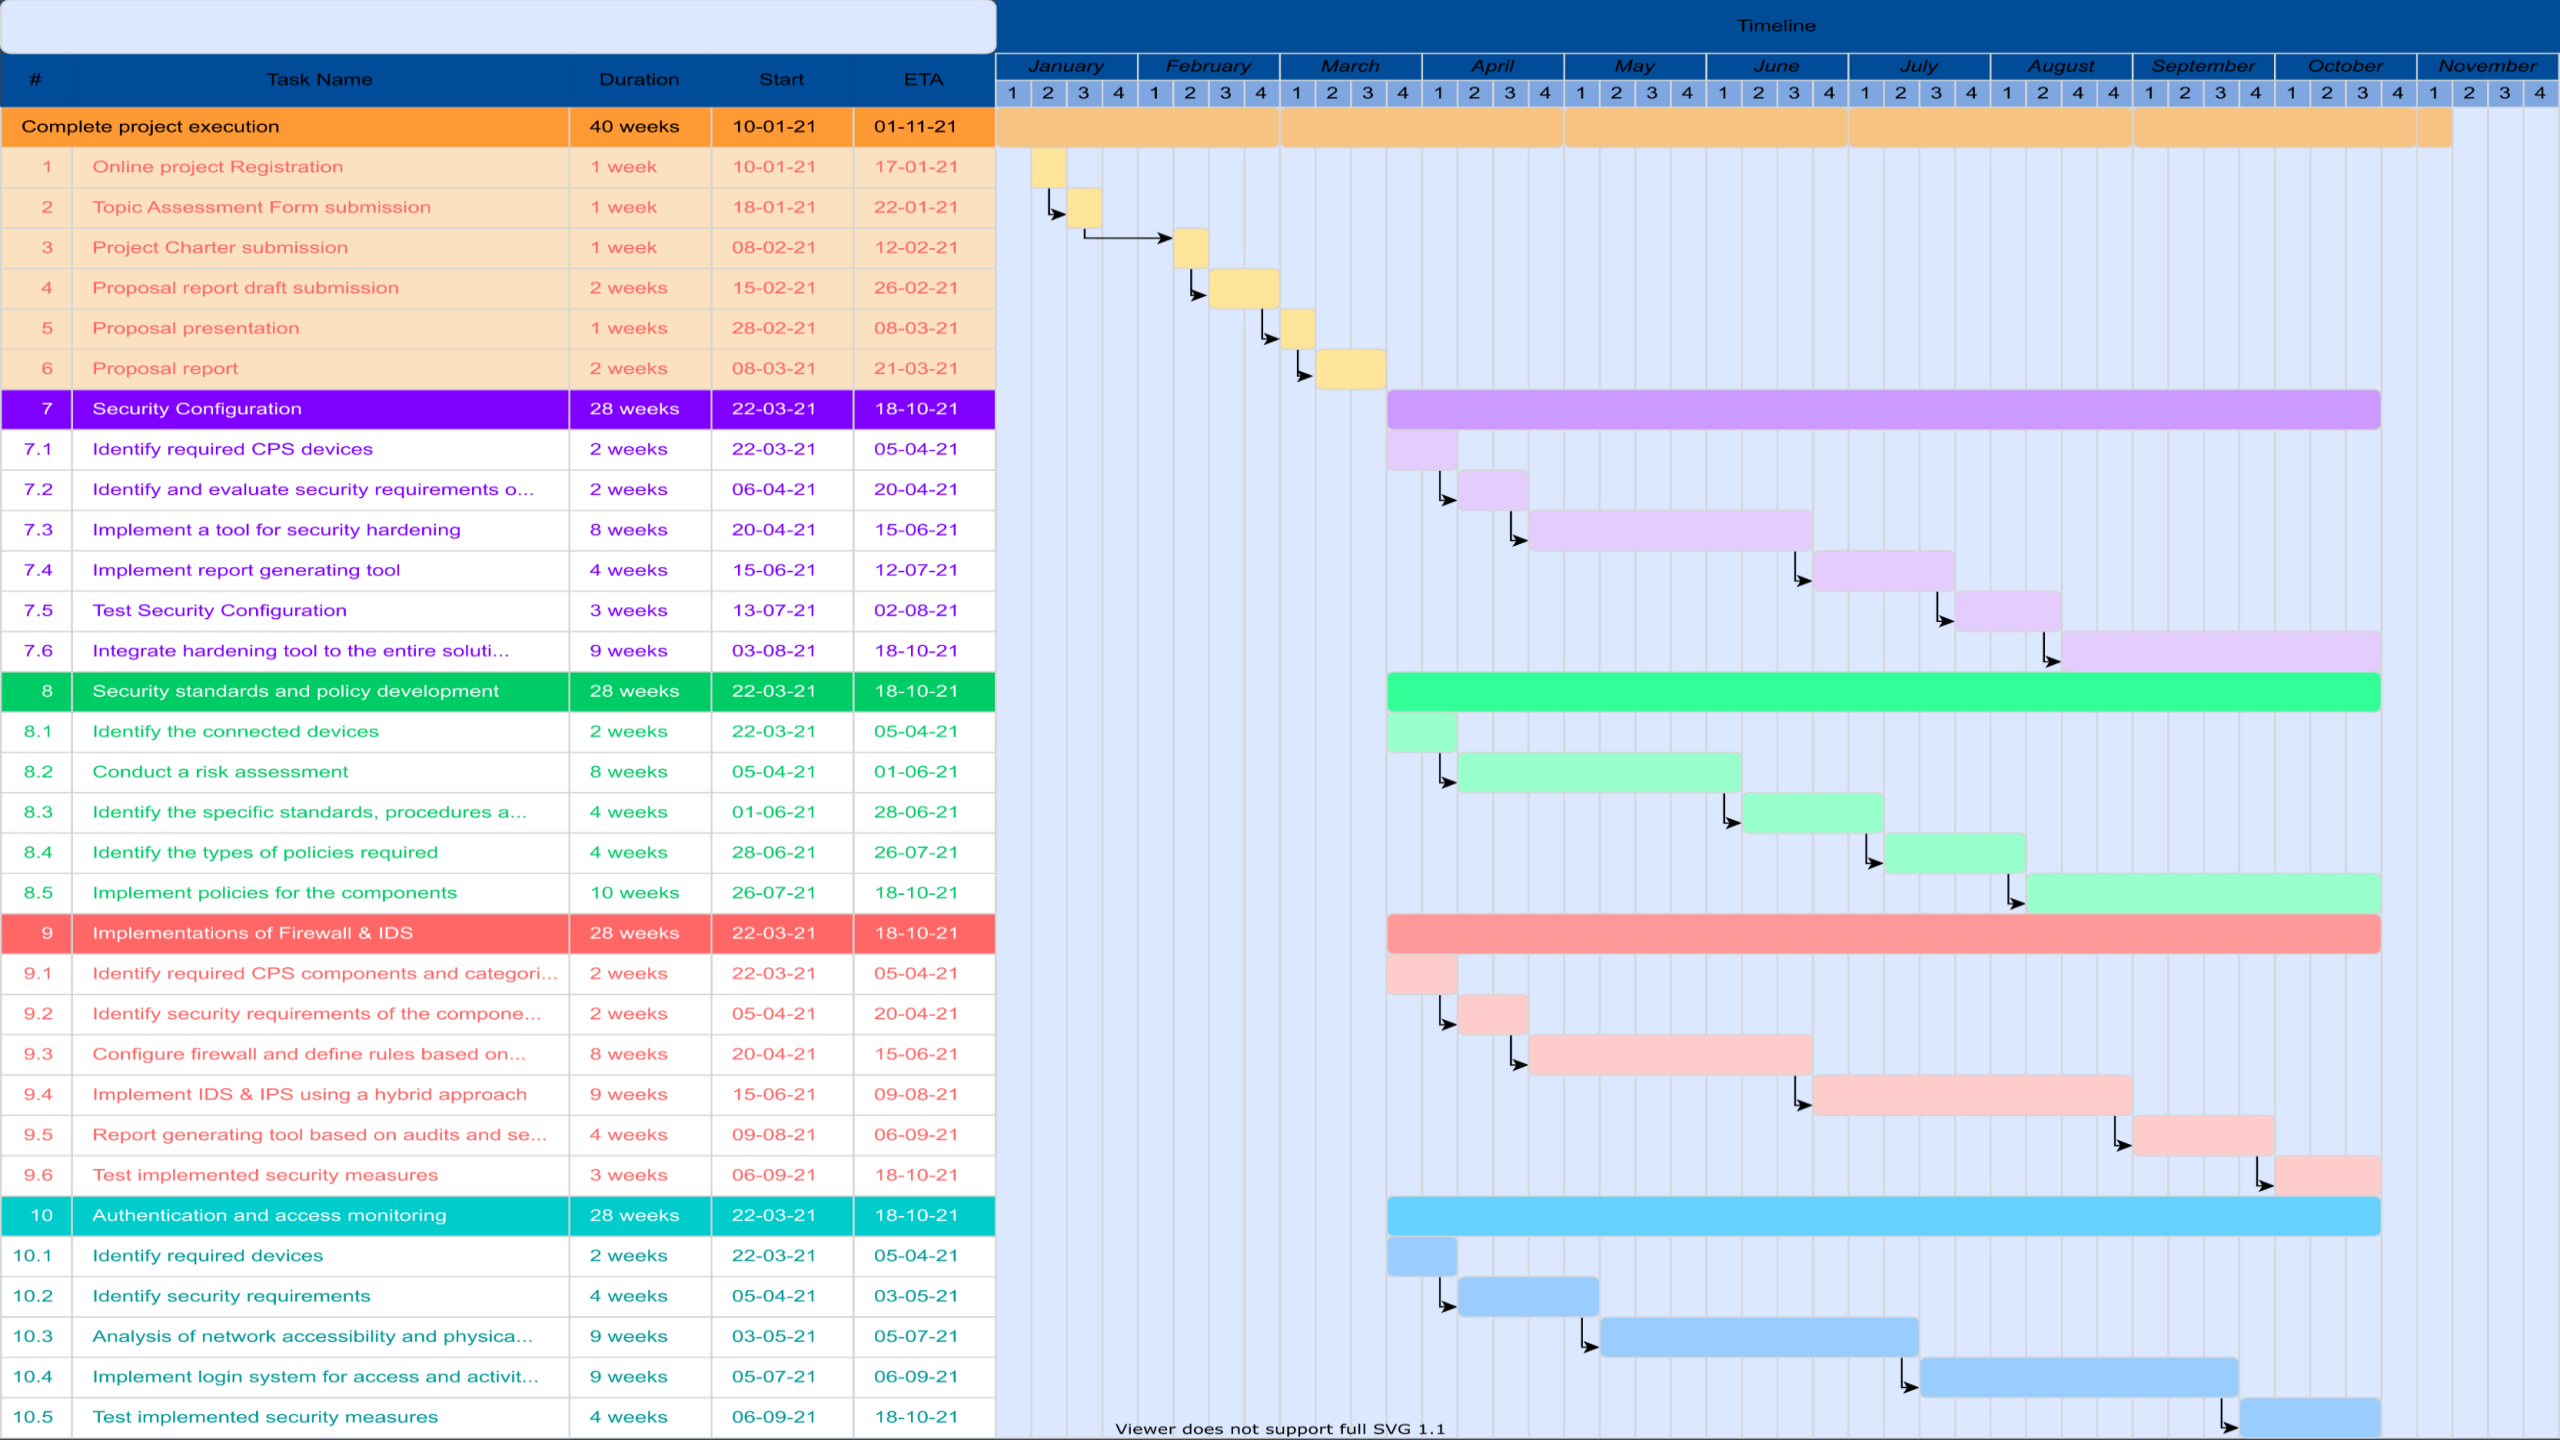 Timeline
# Task Name Duration Start ETA January February March April May June July August September October November
1 2 3 4 1 2 3 4 1 2 3 4 1 2 3 4 1 2 3 4 1 2 3 4 1 2 3 4 1 2 4 4 1 2 3 4 1 2 3 4 1 2 3 4
Complete project execution 40 weeks 10-01-21 01-11-21
1 Online project Registration 1 week 10-01-21 17-01-21
2 Topic Assessment Form submission 1 week 18-01-21 22-01-21
3 Project Charter submission 1 week 08-02-21 12-02-21
4 Proposal report draft submission 2 weeks 15-02-21 26-02-21
5 Proposal presentation 1 weeks 28-02-21 08-03-21
6 Proposal report 2 weeks 08-03-21 21-03-21
7 Security Configuration 28 weeks 22-03-21 18-10-21
7.1 Identify required CPS devices 2 weeks 22-03-21 05-04-21
7.2 Identify and evaluate security requirements o... 2 weeks 06-04-21 20-04-21
7.3 Implement a tool for security hardening 8 weeks 20-04-21 15-06-21
7.4 Implement report generating tool 4 weeks 15-06-21 12-07-21
7.5 Test Security Configuration 3 weeks 13-07-21 02-08-21
7.6 Integrate hardening tool to the entire soluti... 9 weeks 03-08-21 18-10-21
8 Security standards and policy development 28 weeks 22-03-21 18-10-21
8.1 Identify the connected devices 2 weeks 22-03-21 05-04-21
8.2 Conduct a risk assessment 8 weeks 05-04-21 01-06-21
8.3 Identify the specific standards, procedures a... 4 weeks 01-06-21 28-06-21
8.4 Identify the types of policies required 4 weeks 28-06-21 26-07-21
8.5 Implement policies for the components 10 weeks 26-07-21 18-10-21
9 Implementations of Firewall & IDS 28 weeks 22-03-21 18-10-21
9.1 Identify required CPS components and categori... 2 weeks 22-03-21 05-04-21
9.2 Identify security requirements of the compone... 2 weeks 05-04-21 20-04-21
9.3 Configure firewall and define rules based on... 8 weeks 20-04-21 15-06-21
9.4 Implement IDS & IPS using a hybrid approach 9 weeks 15-06-21 09-08-21
9.5 Report generating tool based on audits and se... 4 weeks 09-08-21 06-09-21
9.6 Test implemented security measures 3 weeks 06-09-21 18-10-21
10 Authentication and access monitoring 28 weeks 22-03-21 18-10-21
10.1 Identify required devices 2 weeks 22-03-21 05-04-21
10.2 Identify security requirements 4 weeks 05-04-21 03-05-21
10.3 Analysis of network accessibility and physica... 9 weeks 03-05-21 05-07-21
10.4 Implement login system for access and activit... 9 weeks 05-07-21 06-09-21
10.5 Test implemented security measures 4 weeks 06-09-21 18-10-21
Viewer does not support full SVG 1.1